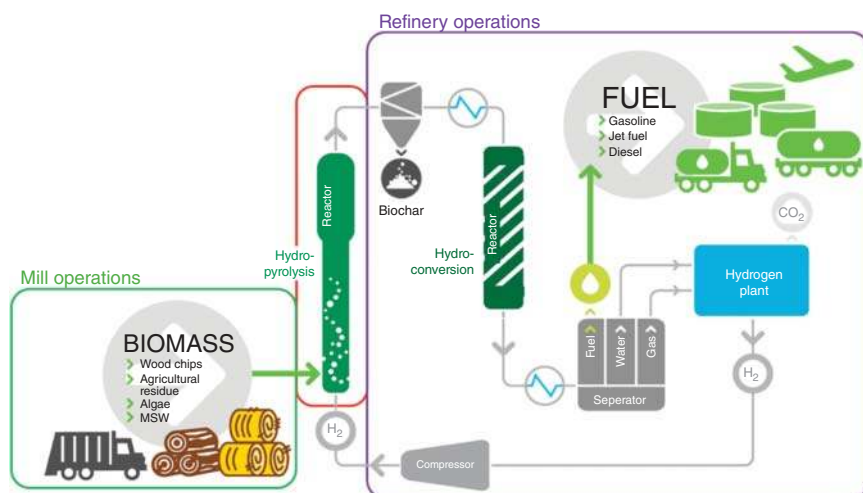 Refinery operations
FUEL
Gasoline
Jet fuel
Diesel
Reactor
Biochar
Reactor
CO2
Hydro-
pyrolysis
Hydro-
conversion
Hydrogen
plant
Mill operations
BIOMASS
Wood chips
Agricultural
residue
Algae
MSW
Fuel
Water
Gas
Seperator
H2
H2
Compressor